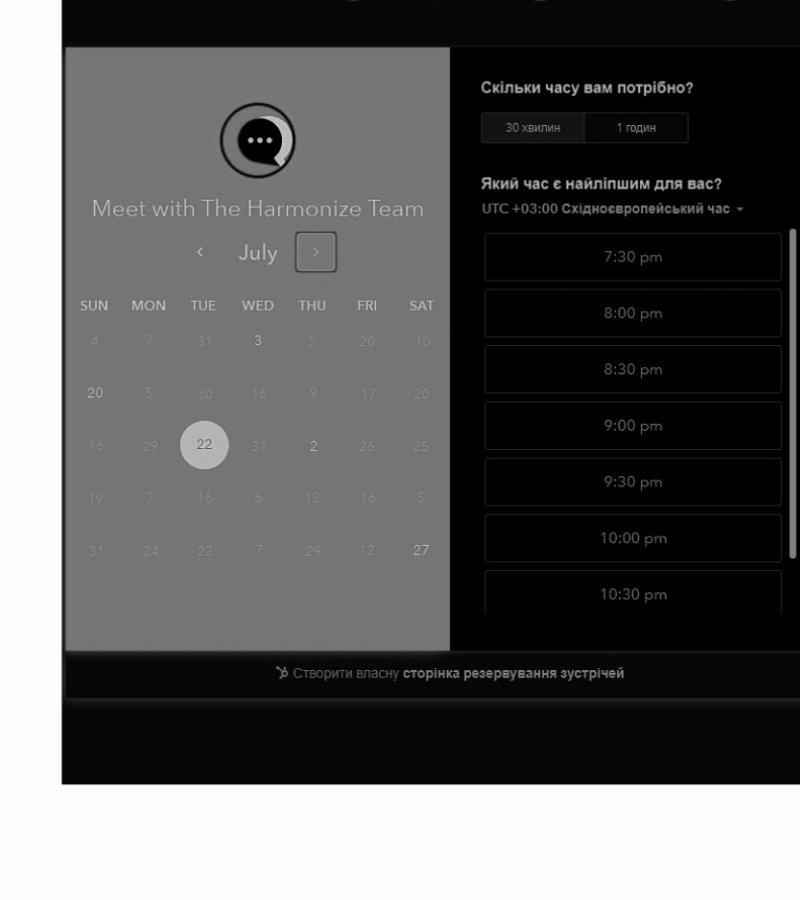 Meet with The Harmonize Team
July
SUN MON TUE WED THU FRI SAT
4 7 31 3 5 20 10
20 5 30 16 9 17 20
16 29 22 31 2 26 25
19 7 16 6 12 16 5
31 24 22 7 29 12 27
Скільки часу вам потрібно?
30 хвилин 1 годин
Який час є найліпшим для вас?
UTC +03:00 Східноєвропейський час
7:30 pm
8:00 pm
8:30 pm
9:00 pm
9:30 pm
10:00 pm
10:30 pm
Створити власну сторінка резервування зустрічей